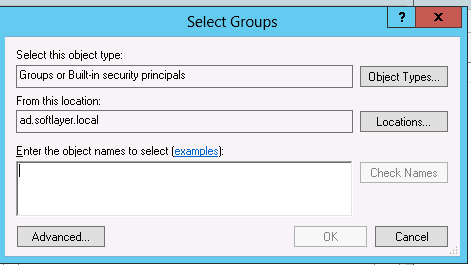 Select Groups
? x
Select this object type:
Groups or Built-in security principals
Object Types...
From this location:
ad.softlayer.local
Locations...
Enter the object names to select (examples):
Check Names
Advanced...
OK
Cancel